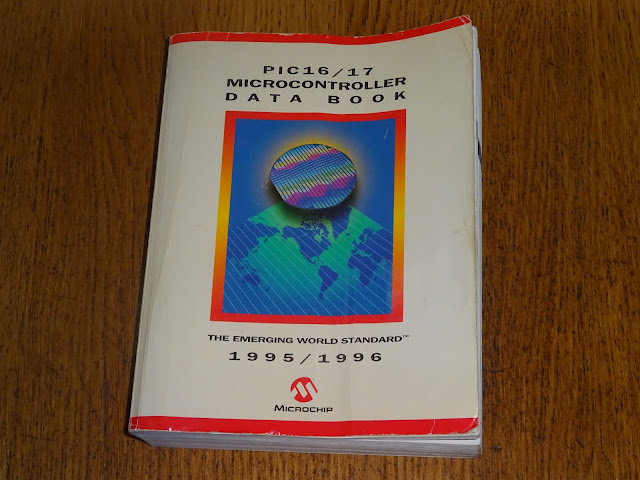 PIC16/17
MICROCONTROLLER
DATA BOOK
THE EMERGING WORLD STANDARD™
1995/1996
MICROCHIP